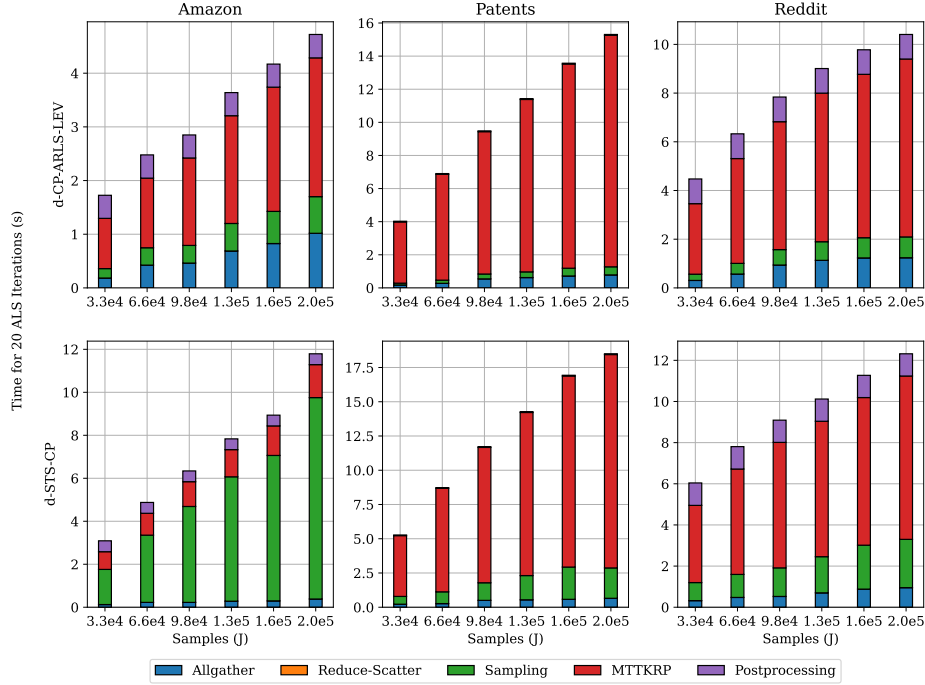 Amazon
Patents
Reddit
Time for 20 ALS Iterations (s)
d-CP-ARLS-LEV
4
3
2
1
0
3.3e4 6.6e4 9.8e4 1.3e5 1.6e5 2.0e5
16
14
12
10
8
6
4
2
0
3.3e4 6.6e4 9.8e4 1.3e5 1.6e5 2.0e5
10
8
6
4
2
0
3.3e4 6.6e4 9.8e4 1.3e5 1.6e5 2.0e5
d-STS-CP
12
10
8
6
4
2
0
3.3e4 6.6e4 9.8e4 1.3e5 1.6e5 2.0e5
Samples (J)
17.5
15.0
12.5
10.0
7.5
5.0
2.5
0.0
3.3e4 6.6e4 9.8e4 1.3e5 1.6e5 2.0e5
Samples (J)
12
10
8
6
4
2
0
3.3e4 6.6e4 9.8e4 1.3e5 1.6e5 2.0e5
Samples (J)
Allgather Reduce-Scatter Sampling MTTKRP Postprocessing